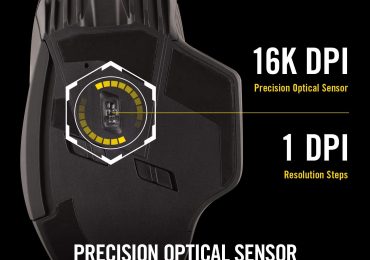 16K DPI
Precision Optical Sensor
1 DPI
Resolution Steps
PRECISION OPTICAL SENSOR